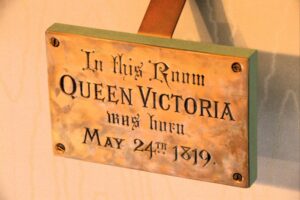 In this Room
QUEEN VICTORIA
was born
MAY 24TH 1819.